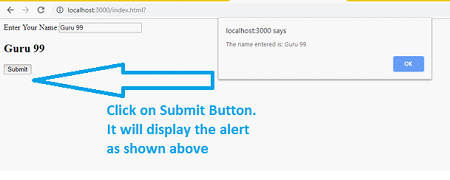 localhost:3000/index.html?
Enter Your Name: Guru 99
Guru 99
Submit
localhost:3000 says
The name entered is: Guru 99
OK
Click on Submit Button.
It will display the alert
as shown above